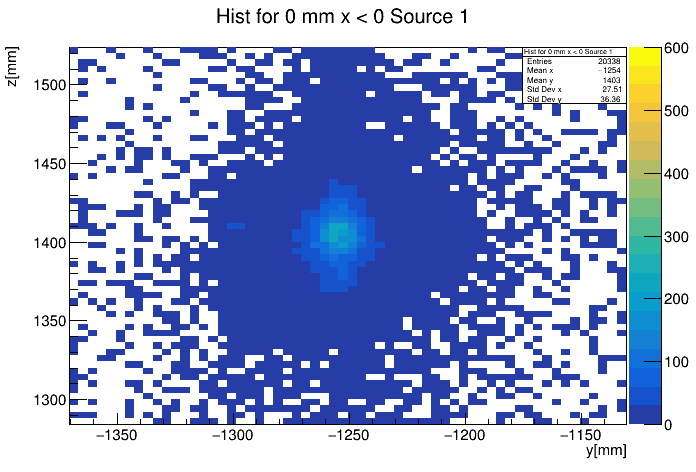 Hist for 0 mm x < 0 Source 1
z[mm]
Hist for 0 mm x < 0 Source 1
Entries 20338
Mean x −1254
Mean y 1403
Std Dev x 27.51
Std Dev y 36.36
1500
1450
1400
1350
1300
600
500
400
300
200
100
0
−1350 −1300 −1250 −1200 −1150
y[mm]